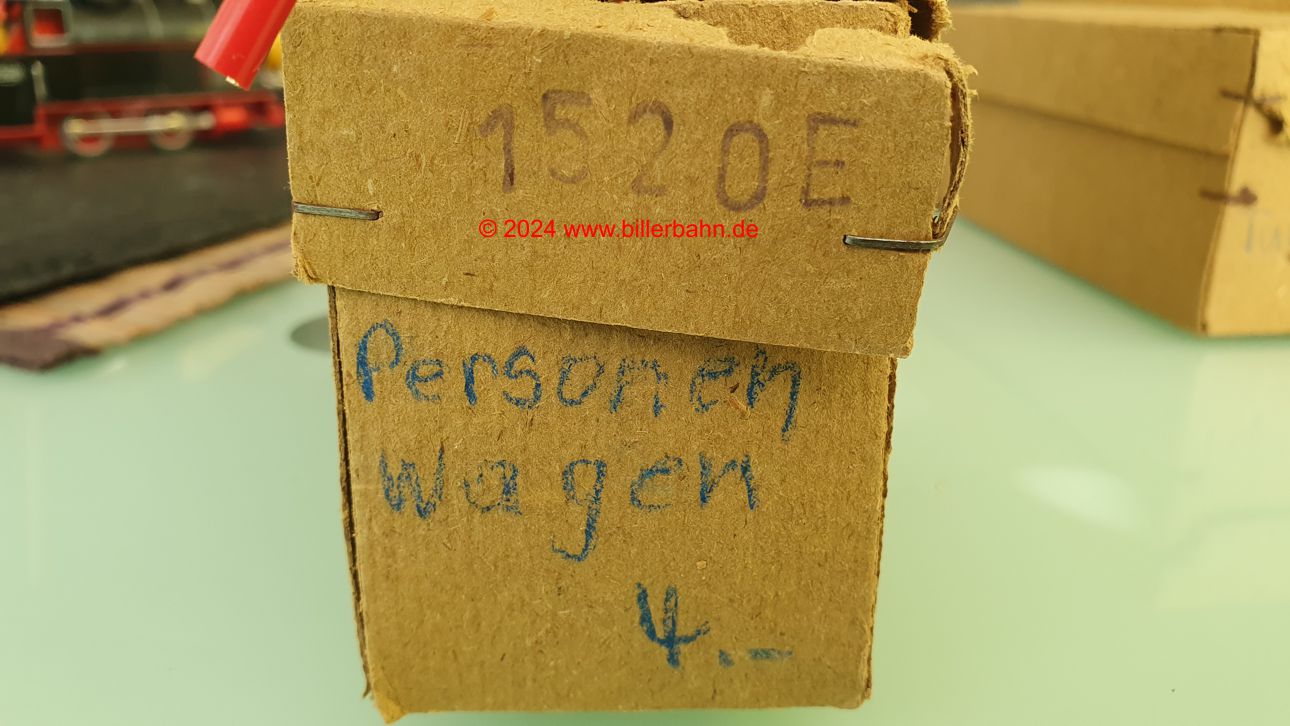 1520E
© 2024 www.billerbahn.de
Personen
wagen
4.-